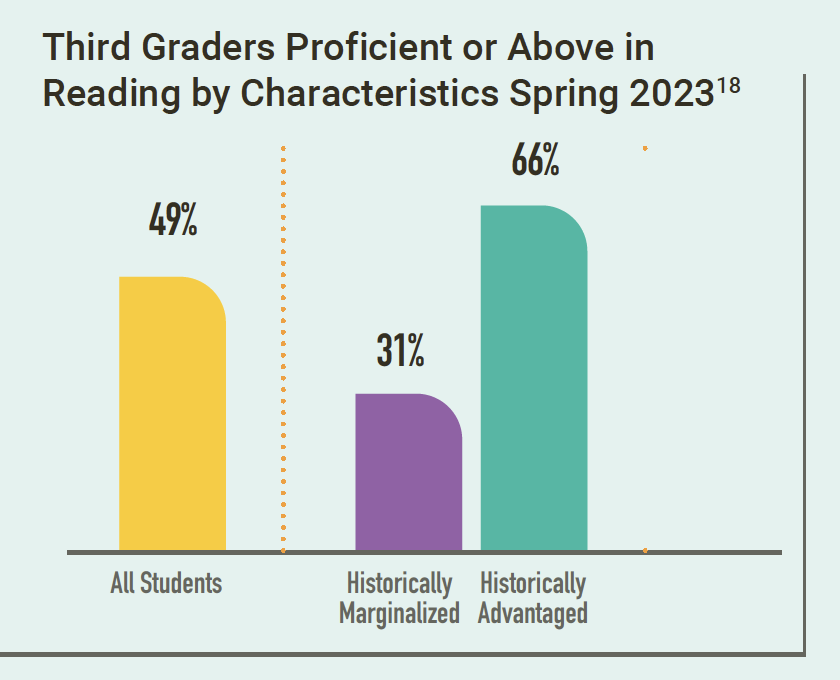 Third Graders Proficient or Above in
Reading by Characteristics Spring 2023¹⁸
49%
31%
66%
All Students
Historically
Marginalized
Historically
Advantaged